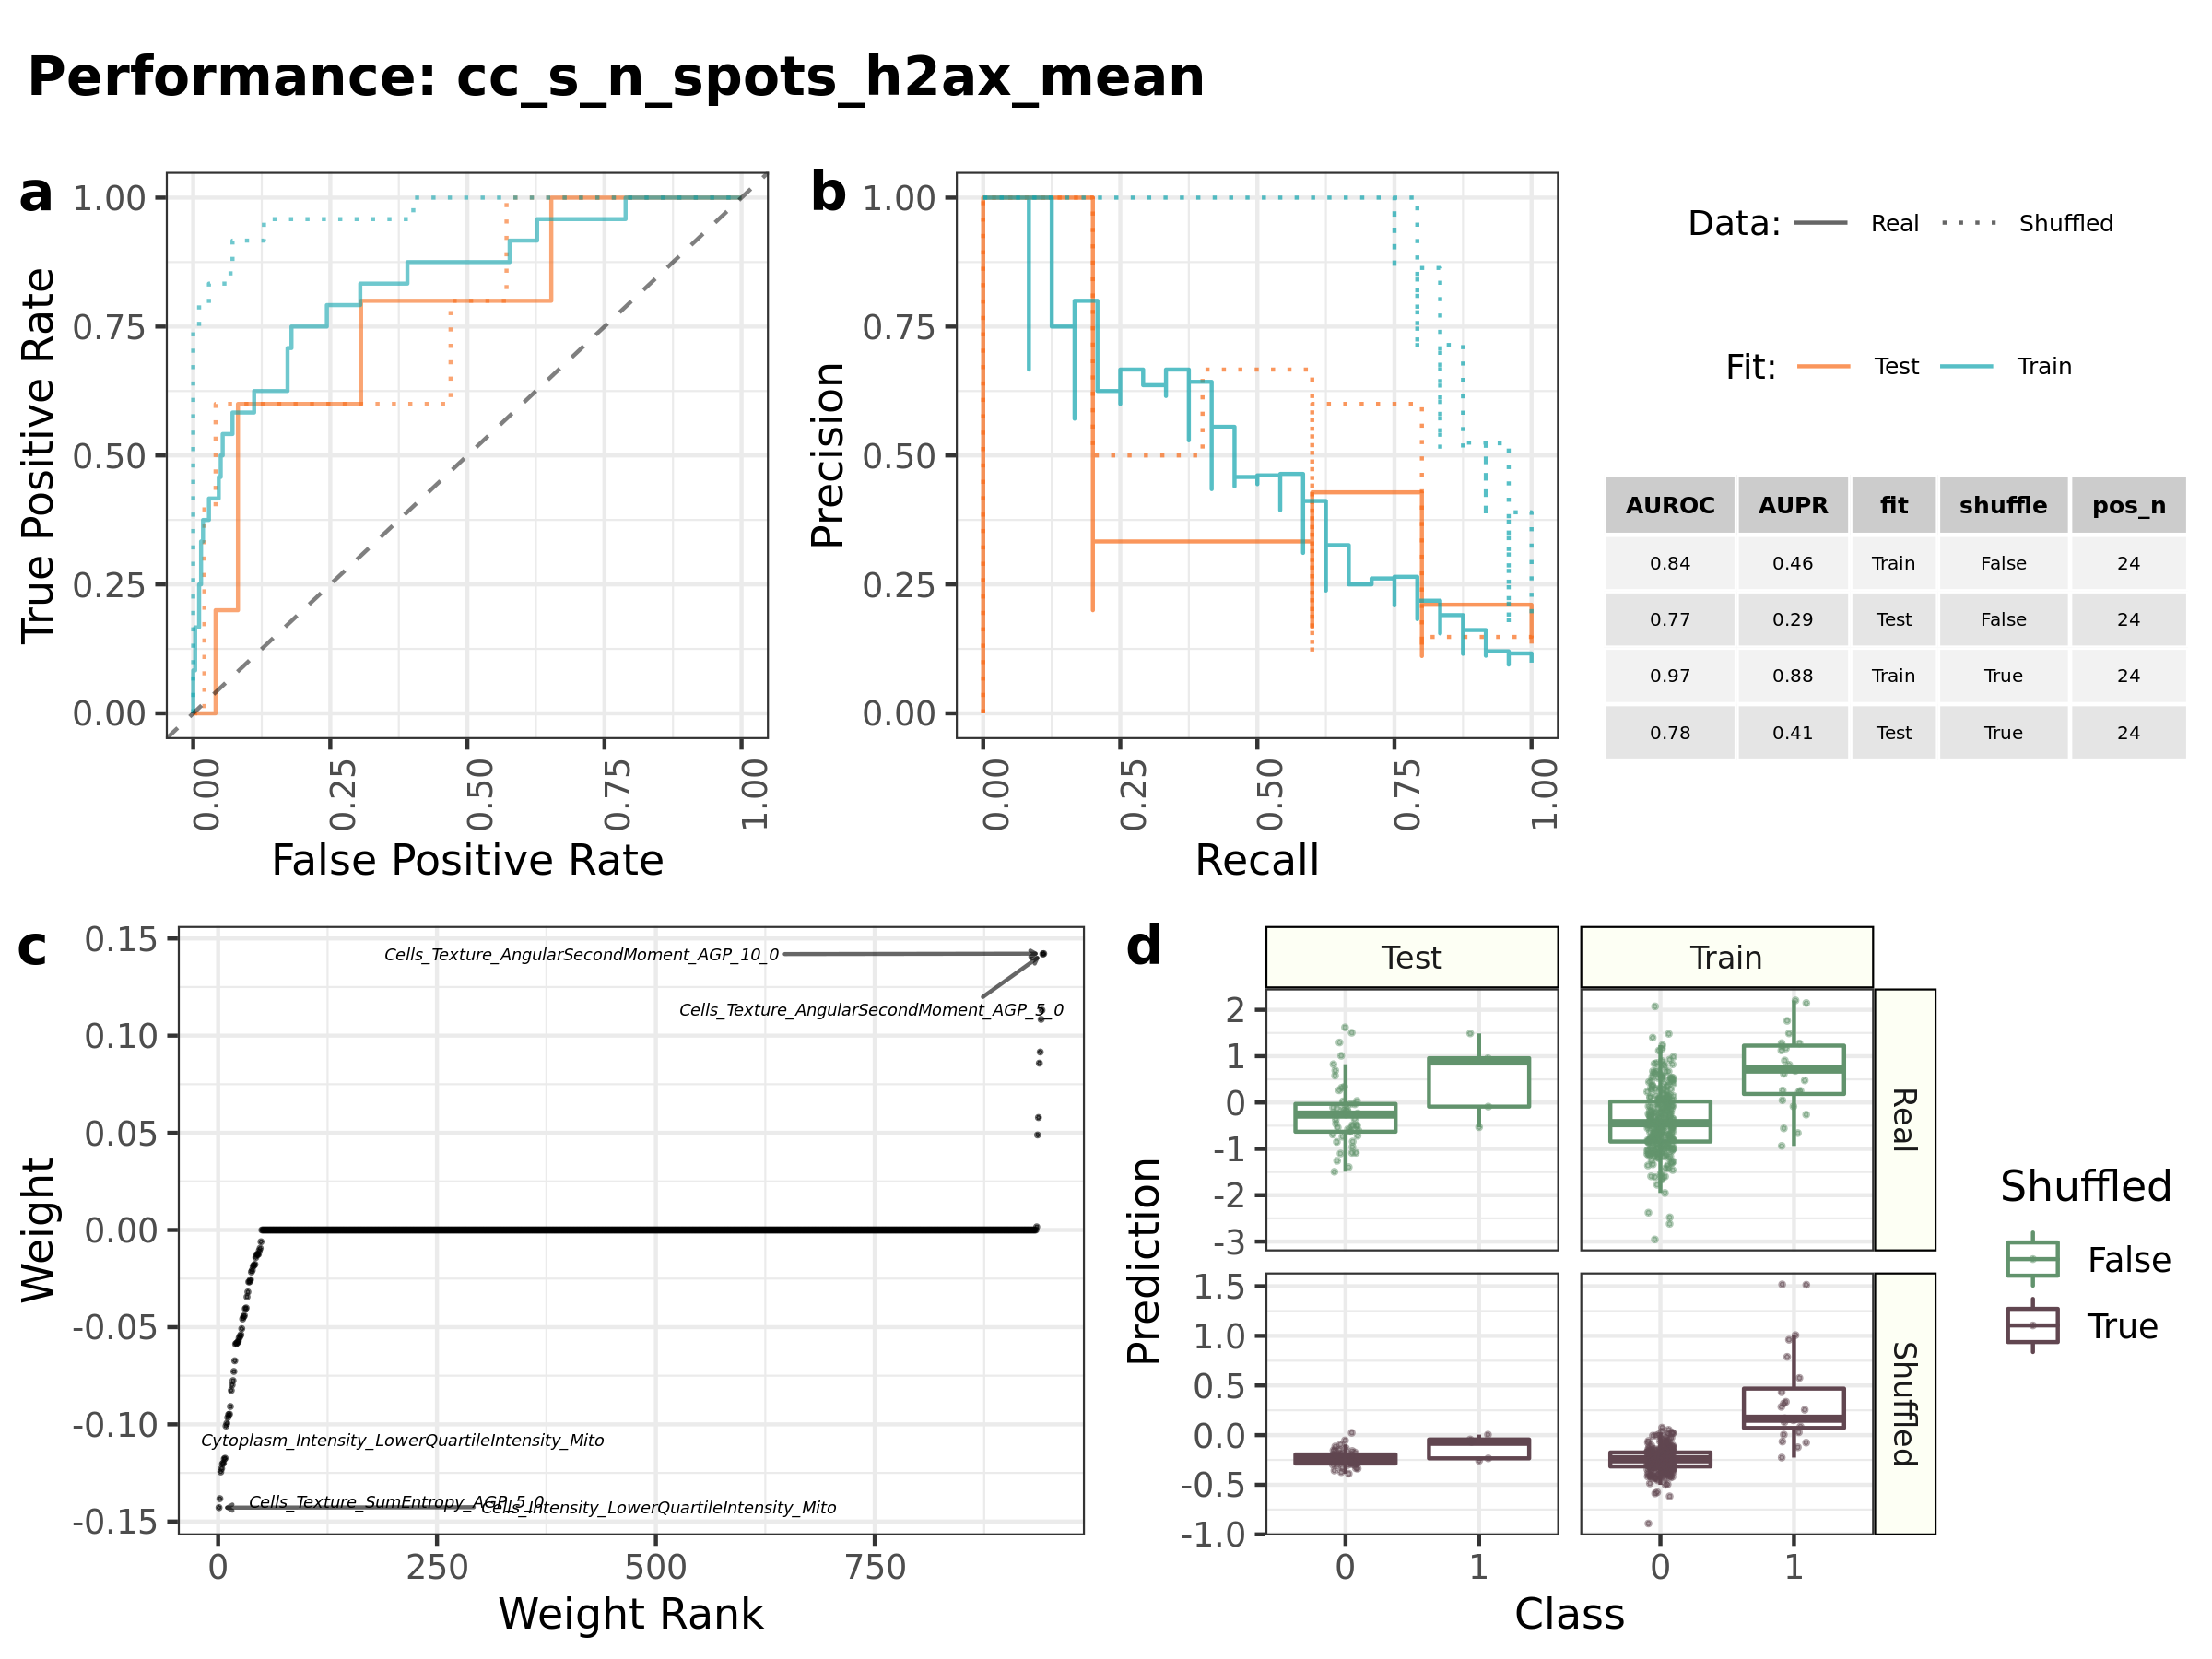 Performance: cc_s_n_spots_h2ax_mean
a
True Positive Rate
1.00
0.75
0.50
0.25
0.00
0.00
0.25
0.50
0.75
1.00
False Positive Rate
b
Precision
1.00
0.75
0.50
0.25
0.00
0.00
0.25
0.50
0.75
1.00
Recall
Data: Real Shuffled
Fit: Test Train
AUROC AUPR fit shuffle pos_n
0.84 0.46 Train False 24
0.77 0.29 Test False 24
0.97 0.88 Train True 24
0.78 0.41 Test True 24
c
Weight
0.15
0.10
0.05
0.00
-0.05
-0.10
-0.15
Cells_Texture_AngularSecondMoment_AGP_10_0
Cells_Texture_AngularSecondMoment_AGP_5_0
Cytoplasm_Intensity_LowerQuartileIntensity_Mito
Cells_Texture_SumEntropy_AGP_5_0
Cells_Intensity_LowerQuartileIntensity_Mito
0 250 500 750
Weight Rank
d
Test Train
Prediction
2
1
0
-1
-2
-3
Real
1.5
1.0
0.5
0.0
-0.5
-1.0
Shuffled
0 1 0 1
Class
Shuffled
False
True